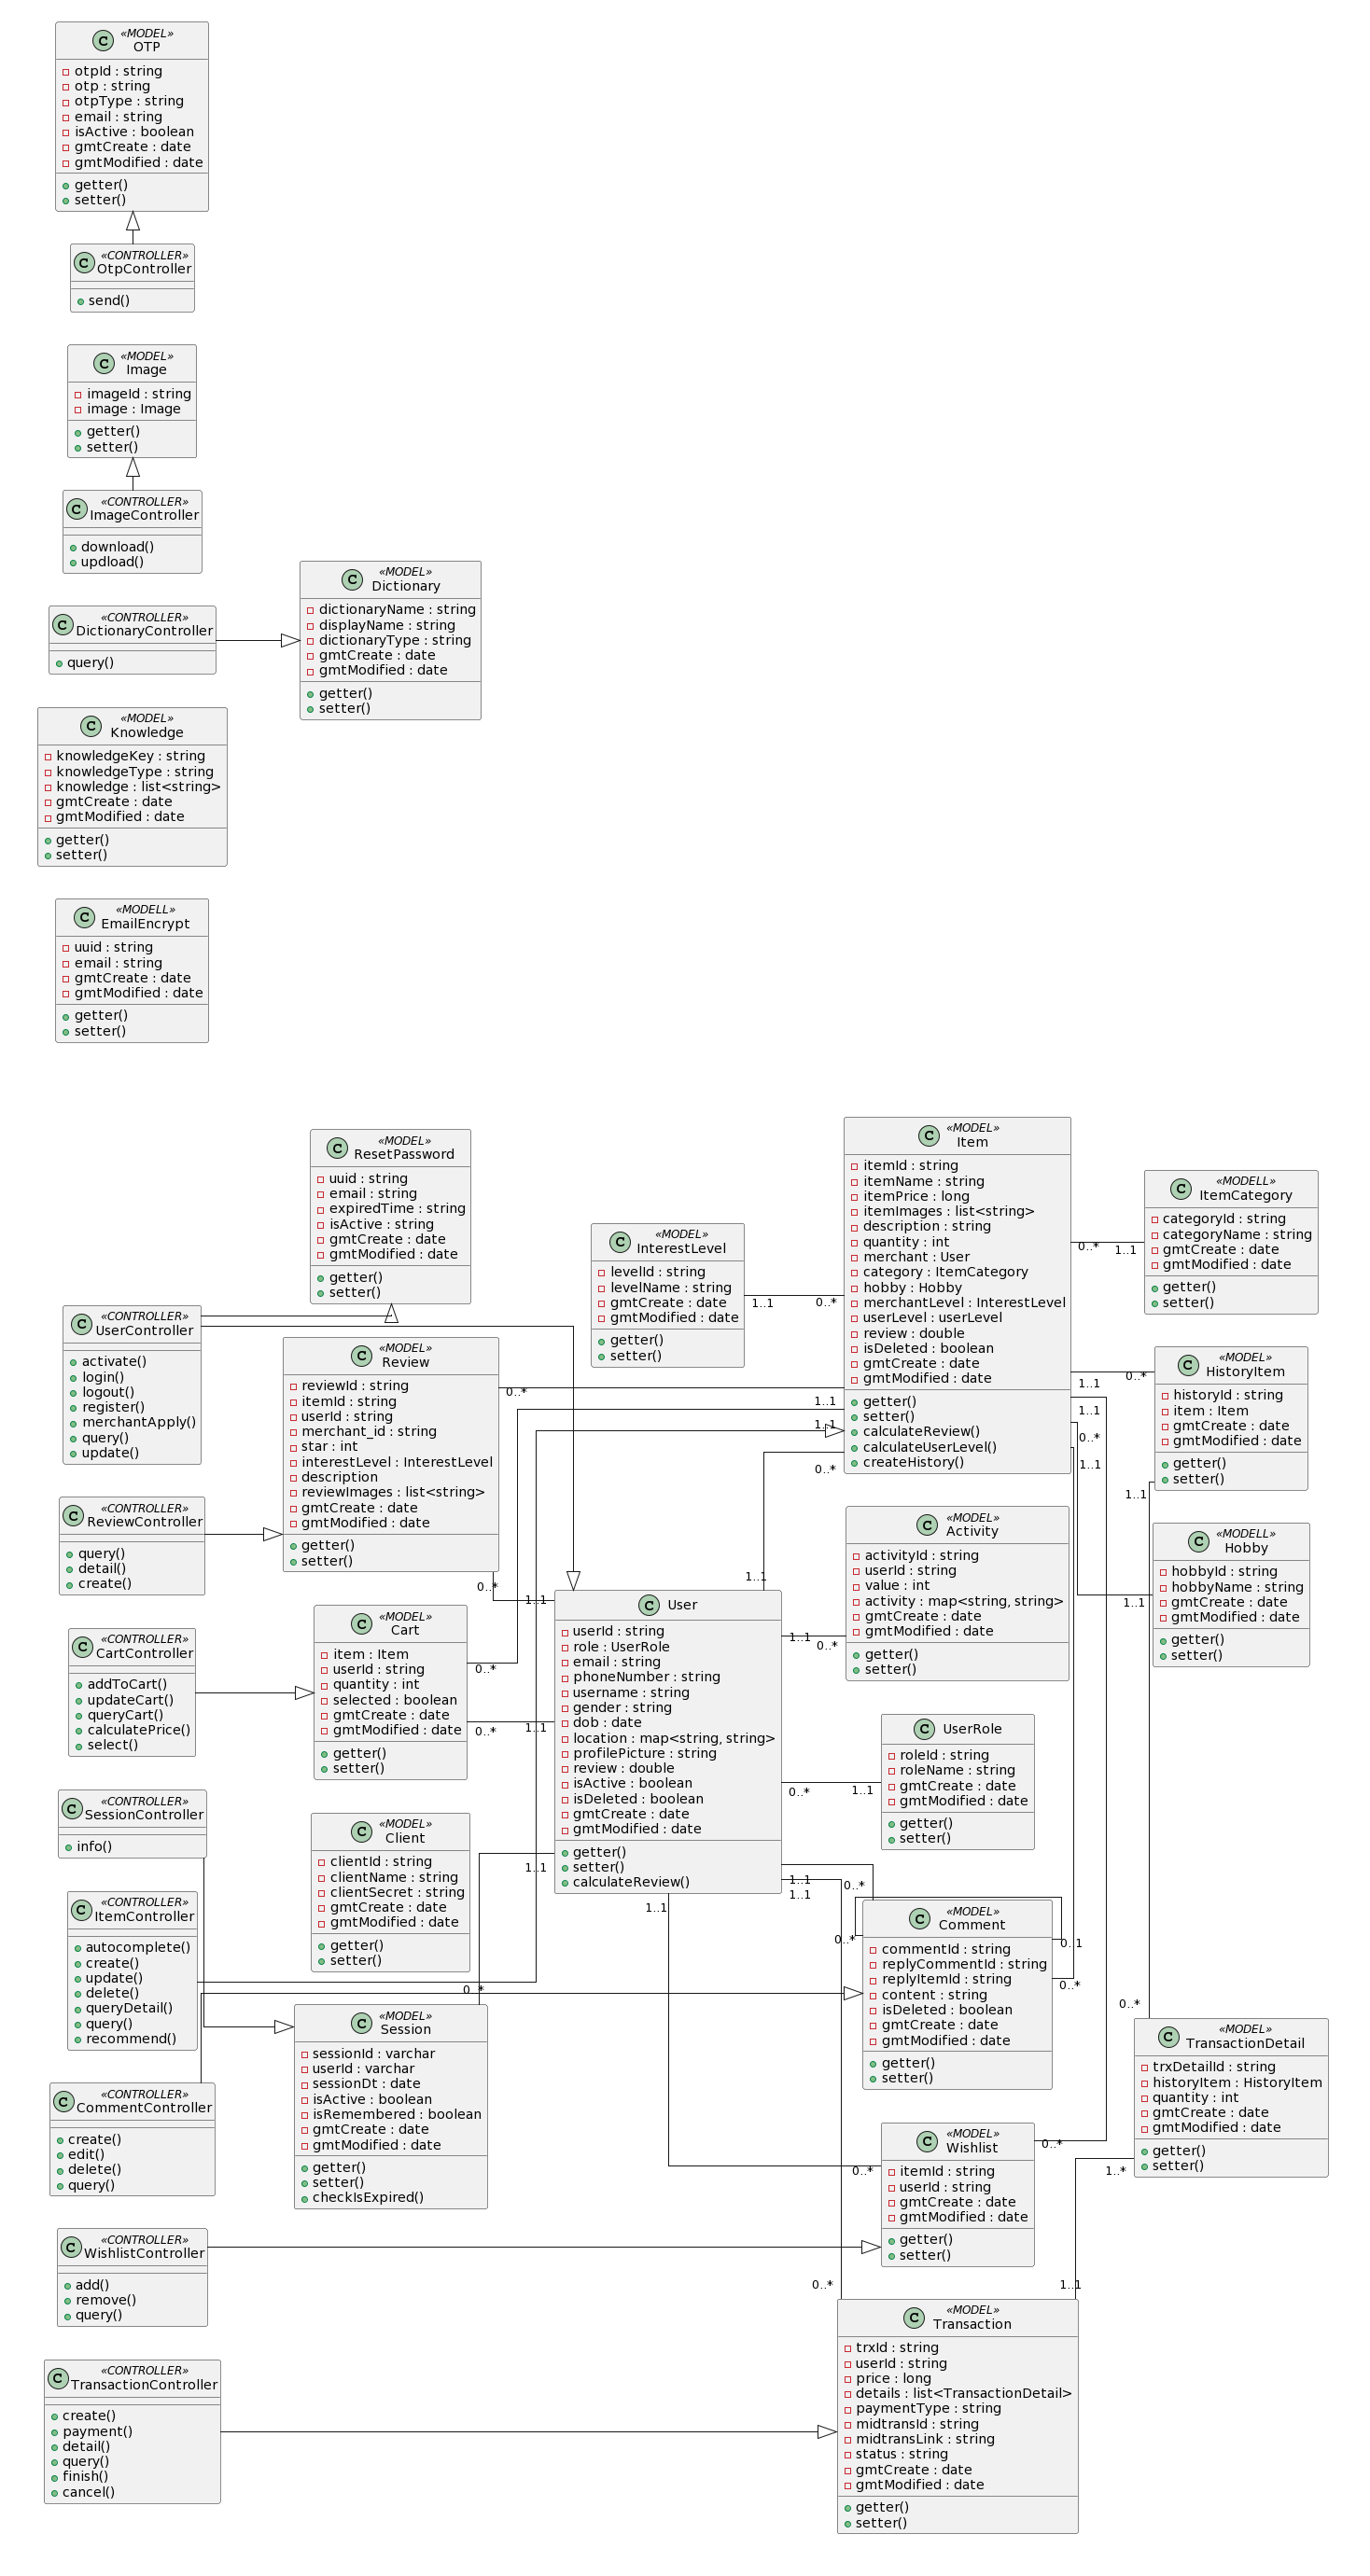 «MODEL»
C OTP
otpId : string
otp : string
otpType : string
email : string
isActive : boolean
gmtCreate : date
gmtModified : date
getter()
setter()
«CONTROLLER»
C OtpController
send()
«MODEL»
C Image
imageId : string
image : Image
getter()
setter()
«CONTROLLER»
C ImageController
download()
updload()
«CONTROLLER»
C DictionaryController
query()
«MODEL»
C Dictionary
dictionaryName : string
displayName : string
dictionaryType : string
gmtCreate : date
gmtModified : date
getter()
setter()
«MODEL»
C Knowledge
knowledgeKey : string
knowledgeType : string
knowledge : list<string>
gmtCreate : date
gmtModified : date
getter()
setter()
«MODELL»
C EmailEncrypt
uuid : string
email : string
gmtCreate : date
gmtModified : date
getter()
setter()
«MODEL»
C ResetPassword
uuid : string
email : string
expiredTime : string
isActive : string
gmtCreate : date
gmtModified : date
getter()
setter()
«CONTROLLER»
C UserController
activate()
login()
logout()
register()
merchantApply()
query()
update()
«MODEL»
C Review
reviewId : string
itemId : string
userId : string
merchant_id : string
star : int
interestLevel : InterestLevel
description
reviewImages : list<string>
gmtCreate : date
gmtModified : date
getter()
setter()
«CONTROLLER»
C ReviewController
query()
detail()
create()
«MODEL»
C InterestLevel
levelId : string
levelName : string
gmtCreate : date
gmtModified : date
getter()
setter()
«MODEL»
C Item
itemId : string
itemName : string
itemPrice : long
itemImages : list<string>
description : string
quantity : int
merchant : User
category : ItemCategory
hobby : Hobby
merchantLevel : InterestLevel
userLevel : userLevel
review : double
isDeleted : boolean
gmtCreate : date
gmtModified : date
getter()
setter()
calculateReview()
calculateUserLevel()
createHistory()
«MODELL»
C ItemCategory
categoryId : string
categoryName : string
gmtCreate : date
gmtModified : date
getter()
setter()
«MODEL»
C HistoryItem
historyId : string
item : Item
gmtCreate : date
gmtModified : date
getter()
setter()
«MODELL»
C Hobby
hobbyId : string
hobbyName : string
gmtCreate : date
gmtModified : date
getter()
setter()
0..*
1..1
1..1
0..*
0..*
1..1
1..1
0..*
1..1
1..1
0..*
1..1
0..*
1..1
1..1
1..1
«MODEL»
C Activity
activityId : string
userId : string
value : int
activity : map<string, string>
gmtCreate : date
gmtModified : date
getter()
setter()
0..*
1..1
C User
userId : string
role : UserRole
email : string
phoneNumber : string
username : string
gender : string
dob : date
location : map<string, string>
profilePicture : string
review : double
isActive : boolean
isDeleted : boolean
gmtCreate : date
gmtModified : date
getter()
setter()
calculateReview()
1..1
0..*
«CONTROLLER»
C CartController
addToCart()
updateCart()
queryCart()
calculatePrice()
select()
«MODEL»
C Cart
item : Item
userId : string
quantity : int
selected : boolean
gmtCreate : date
gmtModified : date
getter()
setter()
0..*
0..*
1..1
C UserRole
roleId : string
roleName : string
gmtCreate : date
gmtModified : date
getter()
setter()
0..*
1..1
«CONTROLLER»
C SessionController
info()
«MODEL»
C Client
clientId : string
clientName : string
clientSecret : string
gmtCreate : date
gmtModified : date
getter()
setter()
1..1
1..1
1..1
1..1
0..*
«CONTROLLER»
C ItemController
autocomplete()
create()
update()
delete()
queryDetail()
query()
recommend()
0..*
«MODEL»
C Session
sessionId : varchar
userId : varchar
sessionDt : date
isActive : boolean
isRemembered : boolean
gmtCreate : date
gmtModified : date
getter()
setter()
checkIsExpired()
«MODEL»
C Comment
commentId : string
replyCommentId : string
replyItemId : string
content : string
isDeleted : boolean
gmtCreate : date
gmtModified : date
getter()
setter()
0..*
0..1
0..*
0..*
«MODEL»
C TransactionDetail
trxDetailId : string
historyItem : HistoryItem
quantity : int
gmtCreate : date
gmtModified : date
getter()
setter()
«CONTROLLER»
C CommentController
create()
edit()
delete()
query()
«MODEL»
C Wishlist
itemId : string
userId : string
gmtCreate : date
gmtModified : date
getter()
setter()
0..*
0..*
1..*
«CONTROLLER»
C WishlistController
add()
remove()
query()
0..*
1..1
«MODEL»
C Transaction
trxId : string
userId : string
price : long
details : list<TransactionDetail>
paymentType : string
midtransId : string
midtransLink : string
status : string
gmtCreate : date
gmtModified : date
getter()
setter()
«CONTROLLER»
C TransactionController
create()
payment()
detail()
query()
finish()
cancel()